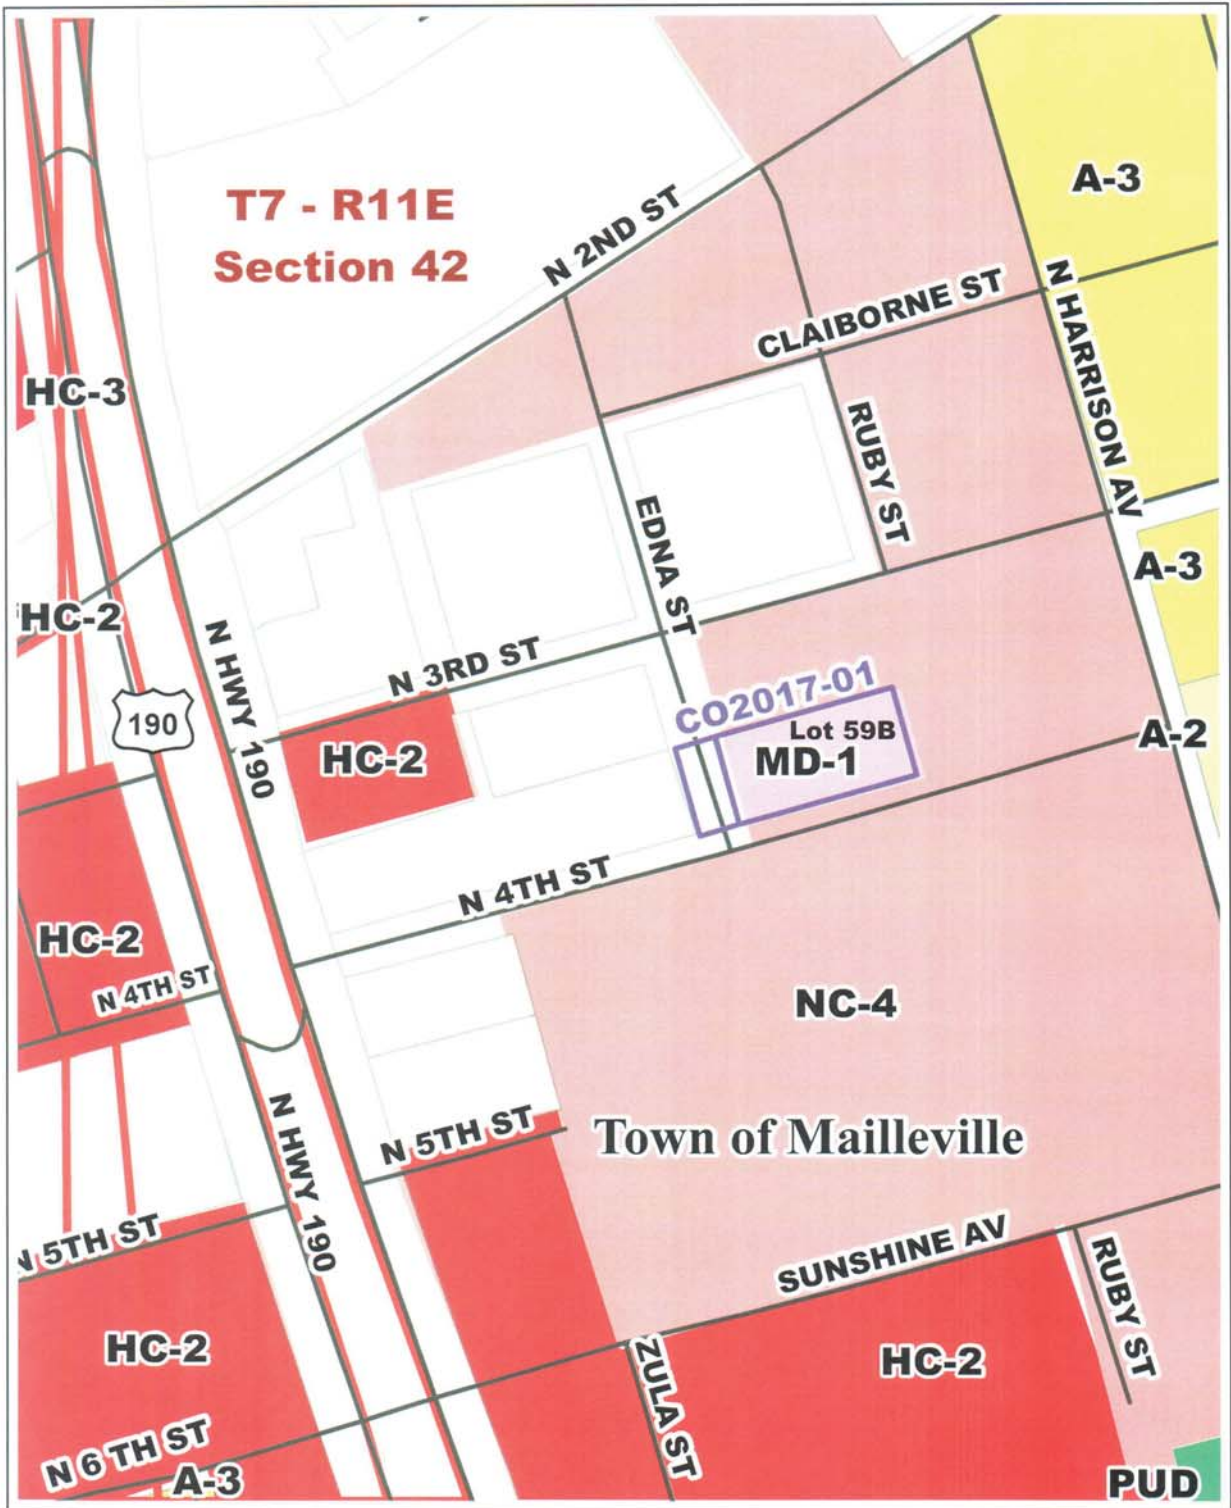 A-3
T7 - R11E
Section 42
N 2ND ST
CLAIBORNE ST
N HARRISON AV
HC-3
RUBY ST
EDNA ST
A-3
HC-2
N HWY 190
N 3RD ST
190
CO2017-01
Lot 59B
MD-1
A-2
HC-2
N 4TH ST
HC-2
N 4TH ST
NC-4
N HWY 190
N 5TH ST
Town of Mailleville
N 5TH ST
SUNSHINE AV
RUBY ST
HC-2
ZULA ST
HC-2
N 6 TH ST
A-3
PUD